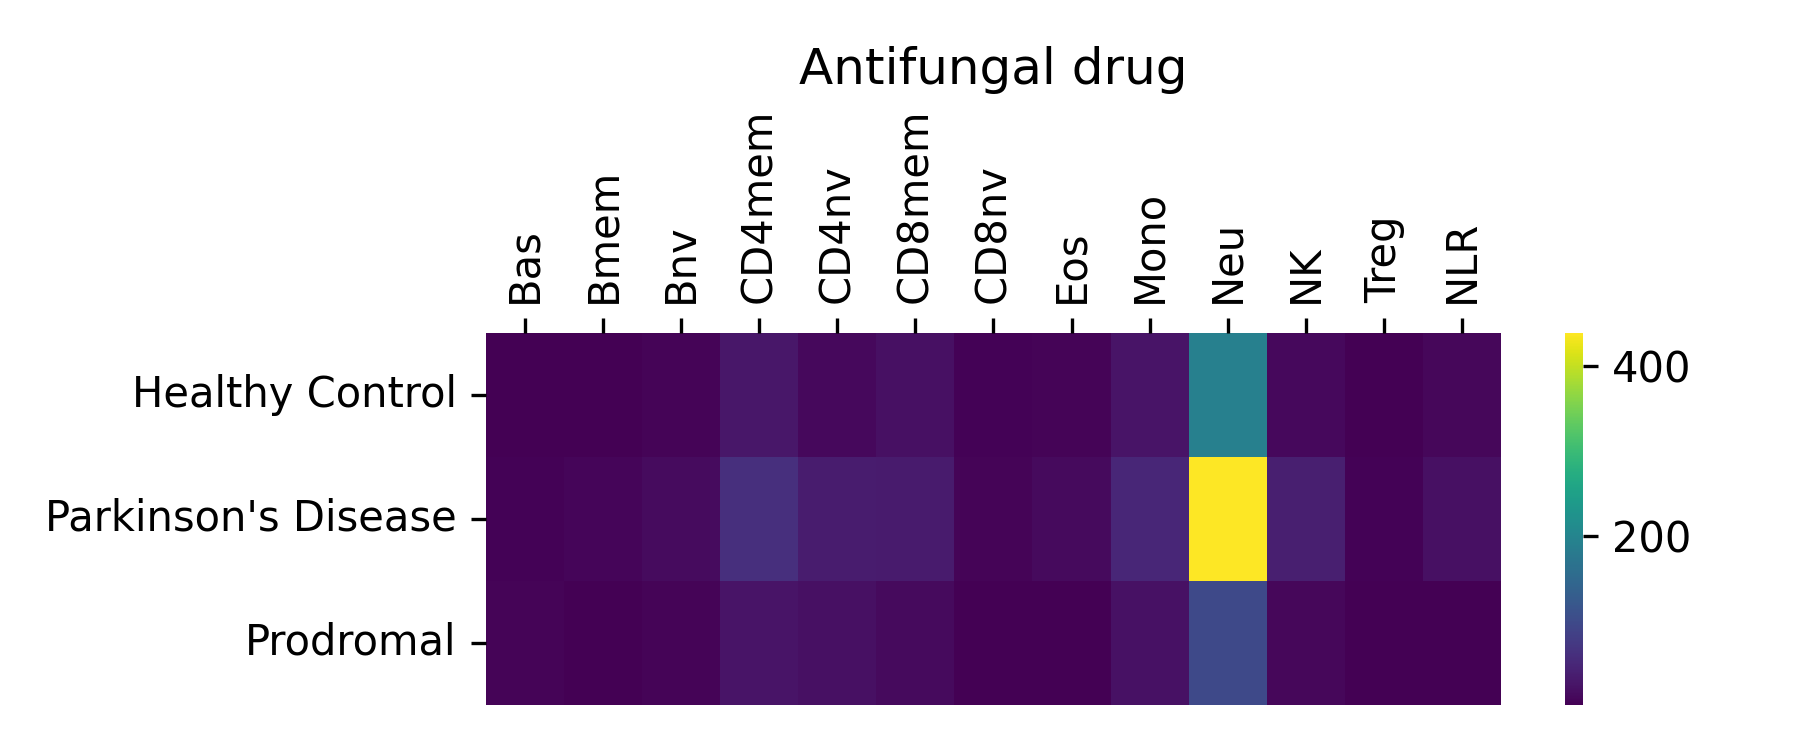 Antifungal drug
Bas
Bmem
Bnv
CD4mem
CD4nv
CD8mem
CD8nv
Eos
Mono
Neu
NK
Treg
NLR
Healthy Control
Parkinson's Disease
Prodromal
400
200